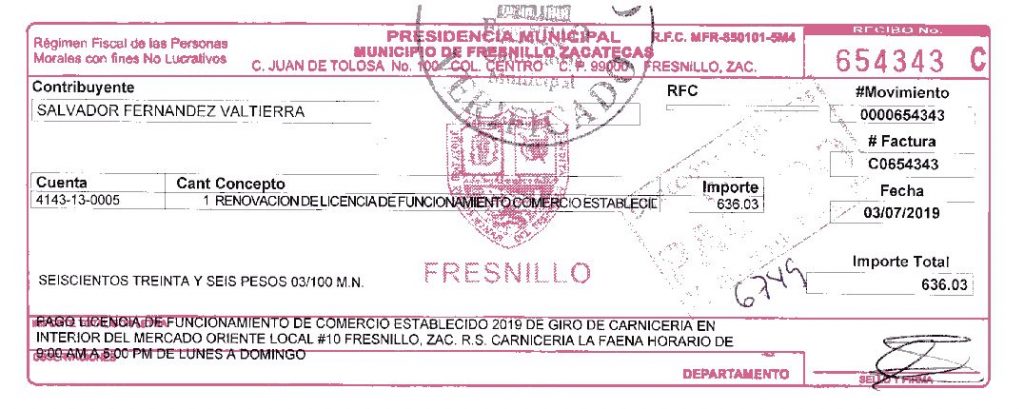 Régimen Fiscal de las Personas
Morales con fines No Lucrativos
PRESIDENCIA MUNICIPAL
MUNICIPIO DE FRESNILLO ZACATECAS
C. JUAN DE TOLOSA No. 100 COL. CENTRO C. P. 99000 FRESNILLO, ZAC.
R.F.C. MFR-850101-5M4
RECIBO No.
654343 C
VERIFICADO
Contribuyente
RFC
#Movimiento
SALVADOR FERNANDEZ VALTIERRA
0000654343
# Factura
C0654343
Cuenta Cant Concepto Importe
Fecha
4143-13-0005 1 RENOVACION DE LICENCIA DE FUNCIONAMIENTO COMERCIO ESTABLECID 636.03
03/07/2019
PAGADO
FRESNILLO
Importe Total
SEISCIENTOS TREINTA Y SEIS PESOS 03/100 M.N.
6749
636.03
PAGO LICENCIA DE FUNCIONAMIENTO DE COMERCIO ESTABLECIDO 2019 DE GIRO DE CARNICERIA EN
INTERIOR DEL MERCADO ORIENTE LOCAL #10 FRESNILLO, ZAC. R.S. CARNICERIA LA FAENA HORARIO DE
9:00 AM A 5:00 PM DE LUNES A DOMINGO
OBSERVACIONES
DEPARTAMENTO
SELLO Y FIRMA